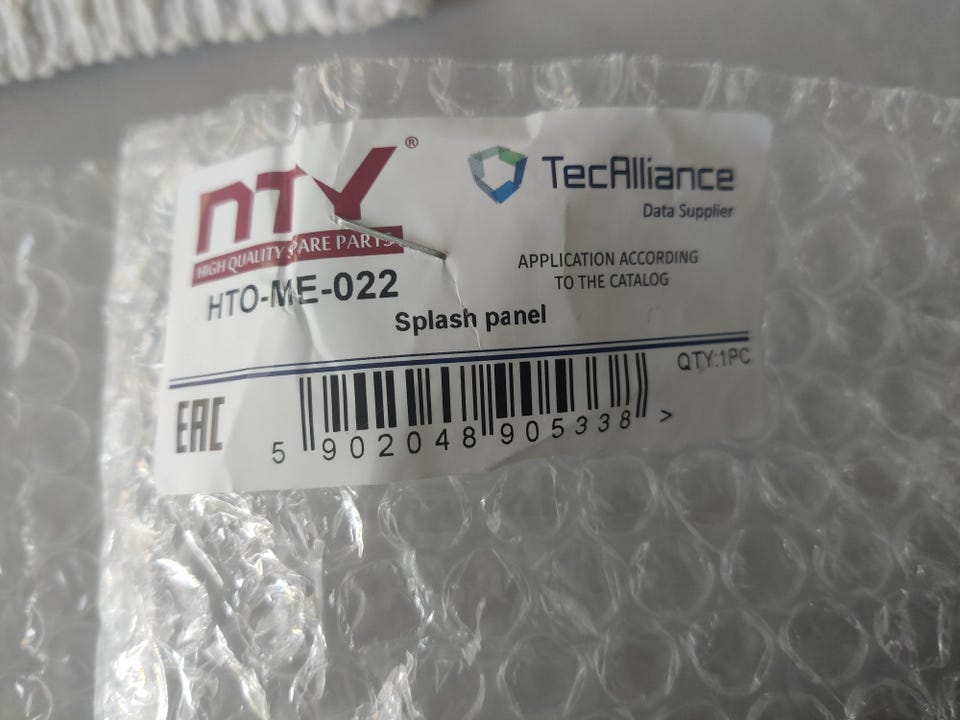 NTY®
HIGH QUALITY SPARE PARTS
HTO-ME-022
TecAlliance
Data Supplier
APPLICATION ACCORDING
TO THE CATALOG
Splash panel
QTY:1PC
EAC
5 902048 905338 >